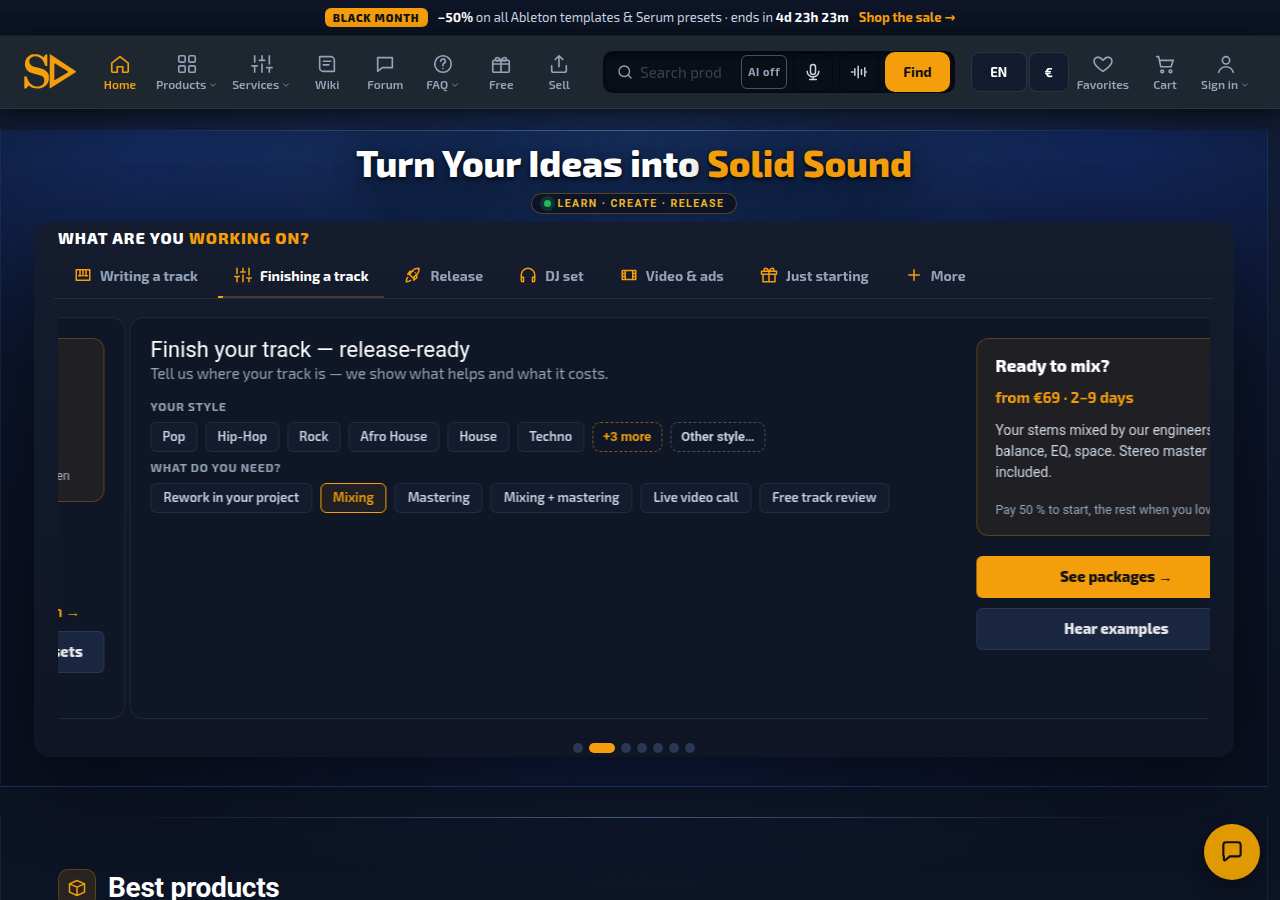 BLACK MONTH −50% on all Ableton templates & Serum presets · ends in 4d 23h 23m Shop the sale →
Home Products Services Wiki Forum FAQ Free Sell Search prod AI off Find EN € Favorites Cart Sign in
Turn Your Ideas into Solid Sound
LEARN · CREATE · RELEASE
WHAT ARE YOU WORKING ON?
Writing a track Finishing a track Release DJ set Video & ads Just starting More
Finish your track — release-ready
Tell us where your track is — we show what helps and what it costs.
YOUR STYLE
Pop Hip-Hop Rock Afro House House Techno +3 more Other style...
WHAT DO YOU NEED?
Rework in your project Mixing Mastering Mixing + mastering Live video call Free track review
Ready to mix?
from €69 · 2–9 days
Your stems mixed by our engineers
balance, EQ, space. Stereo master
included.
Pay 50 % to start, the rest when you
See packages →
Hear examples
Best products